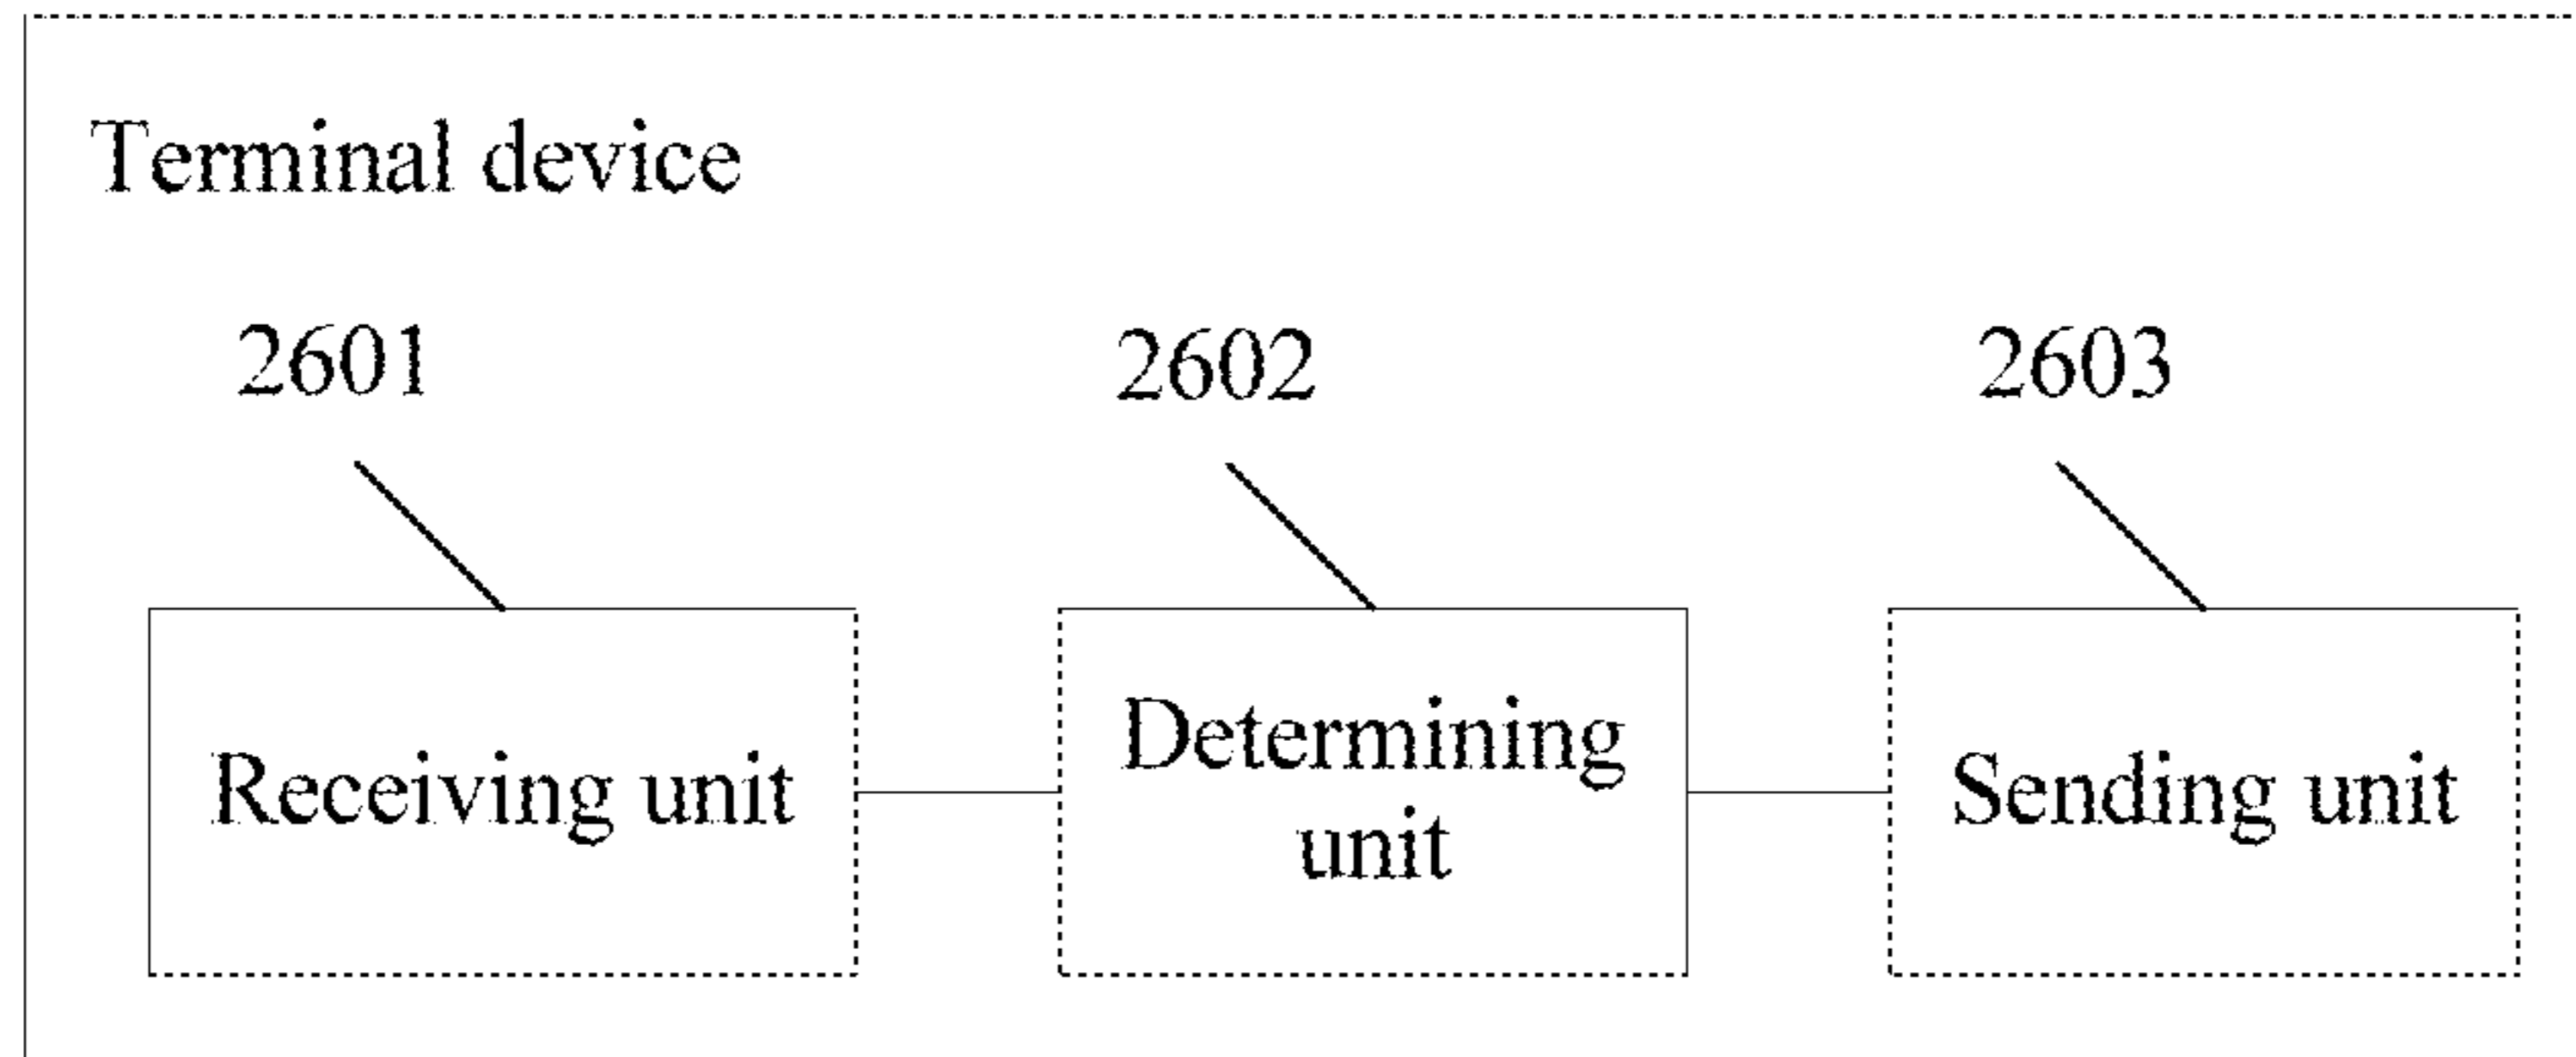 Terminal device
2601
2602
2603
Receiving unit
Determining
unit
Sending unit